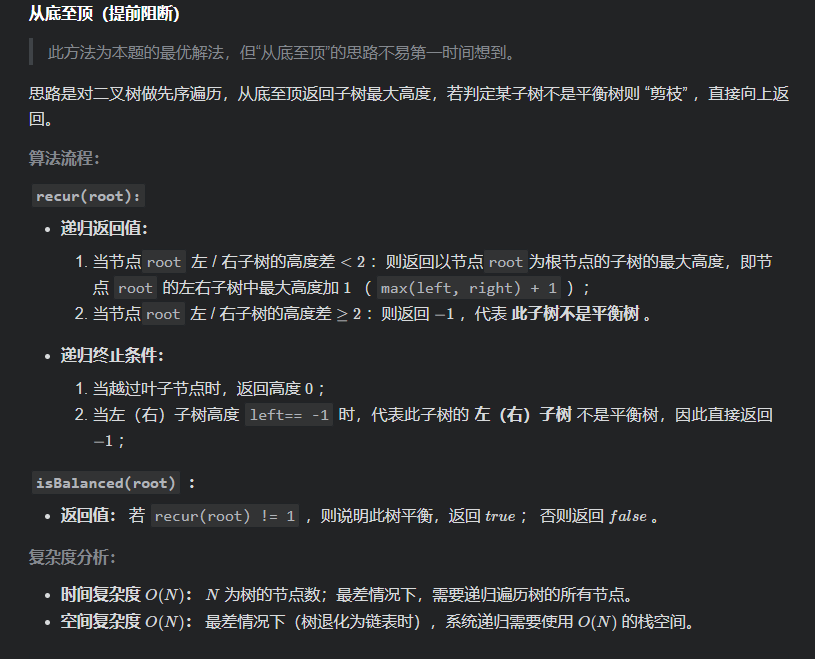 从底至顶（提前阻断）
此方法为本题的最优解法，但“从底至顶”的思路不易第一时间想到。
思路是对二叉树做先序遍历，从底至顶返回子树最大高度，若判定某子树不是平衡树则 “剪枝” ，直接向上返
回。
算法流程：
recur(root):
• 递归返回值：
1. 当节点 root 左 / 右子树的高度差 < 2 ：则返回以节点 root 为根节点的子树的最大高度，即节
点 root 的左右子树中最大高度加 1 （ max(left, right) + 1 ）；
2. 当节点 root 左 / 右子树的高度差 ≥ 2 ：则返回 −1 ，代表 此子树不是平衡树 。
• 递归终止条件：
1. 当越过叶子节点时，返回高度 0 ；
2. 当左（右）子树高度 left== -1 时，代表此子树的 左（右）子树 不是平衡树，因此直接返回
−1 ；
isBalanced(root) ：
• 返回值： 若 recur(root) != 1 ，则说明此树平衡，返回 true ； 否则返回 false 。
复杂度分析：
• 时间复杂度 O(N)： N 为树的节点数；最差情况下，需要递归遍历树的所有节点。
• 空间复杂度 O(N)： 最差情况下（树退化为链表时），系统递归需要使用 O(N) 的栈空间。